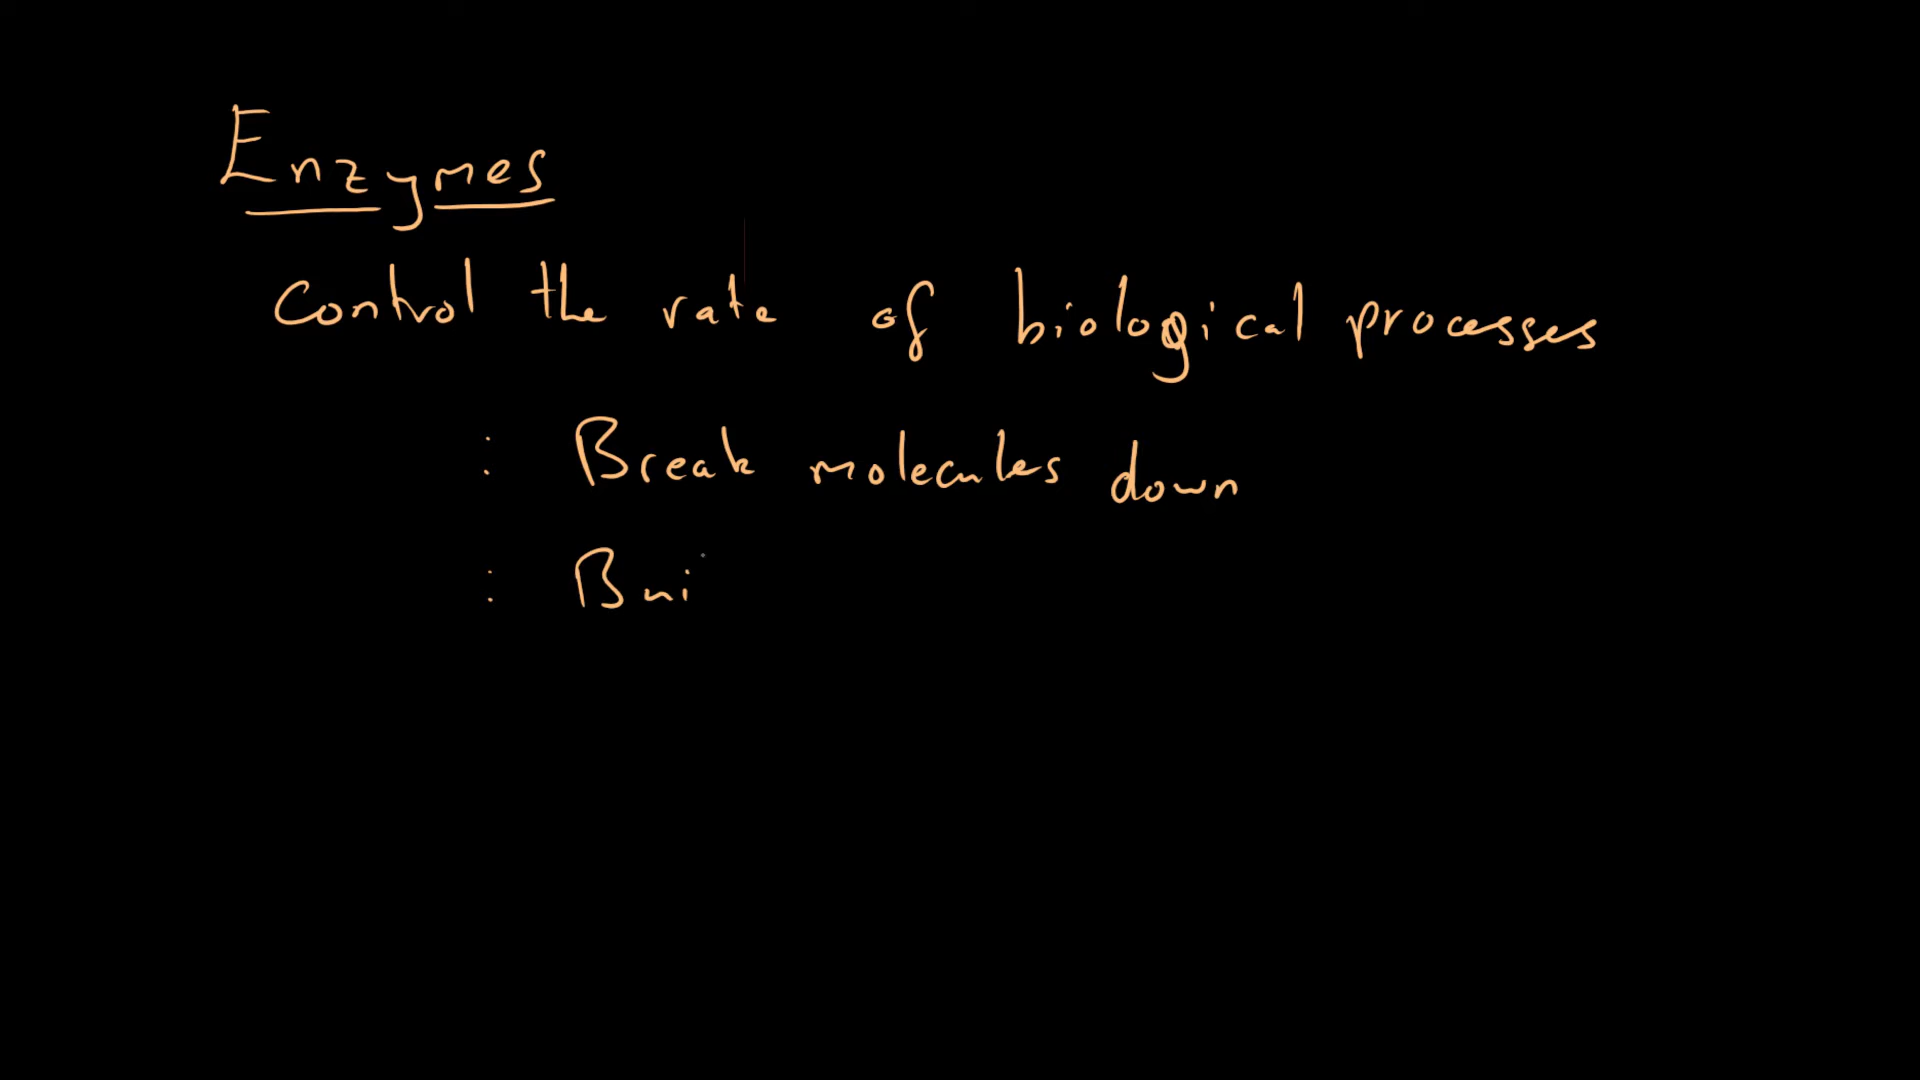 Enzymes
Control the rate of biological processes
: Break molecules down
: Bui